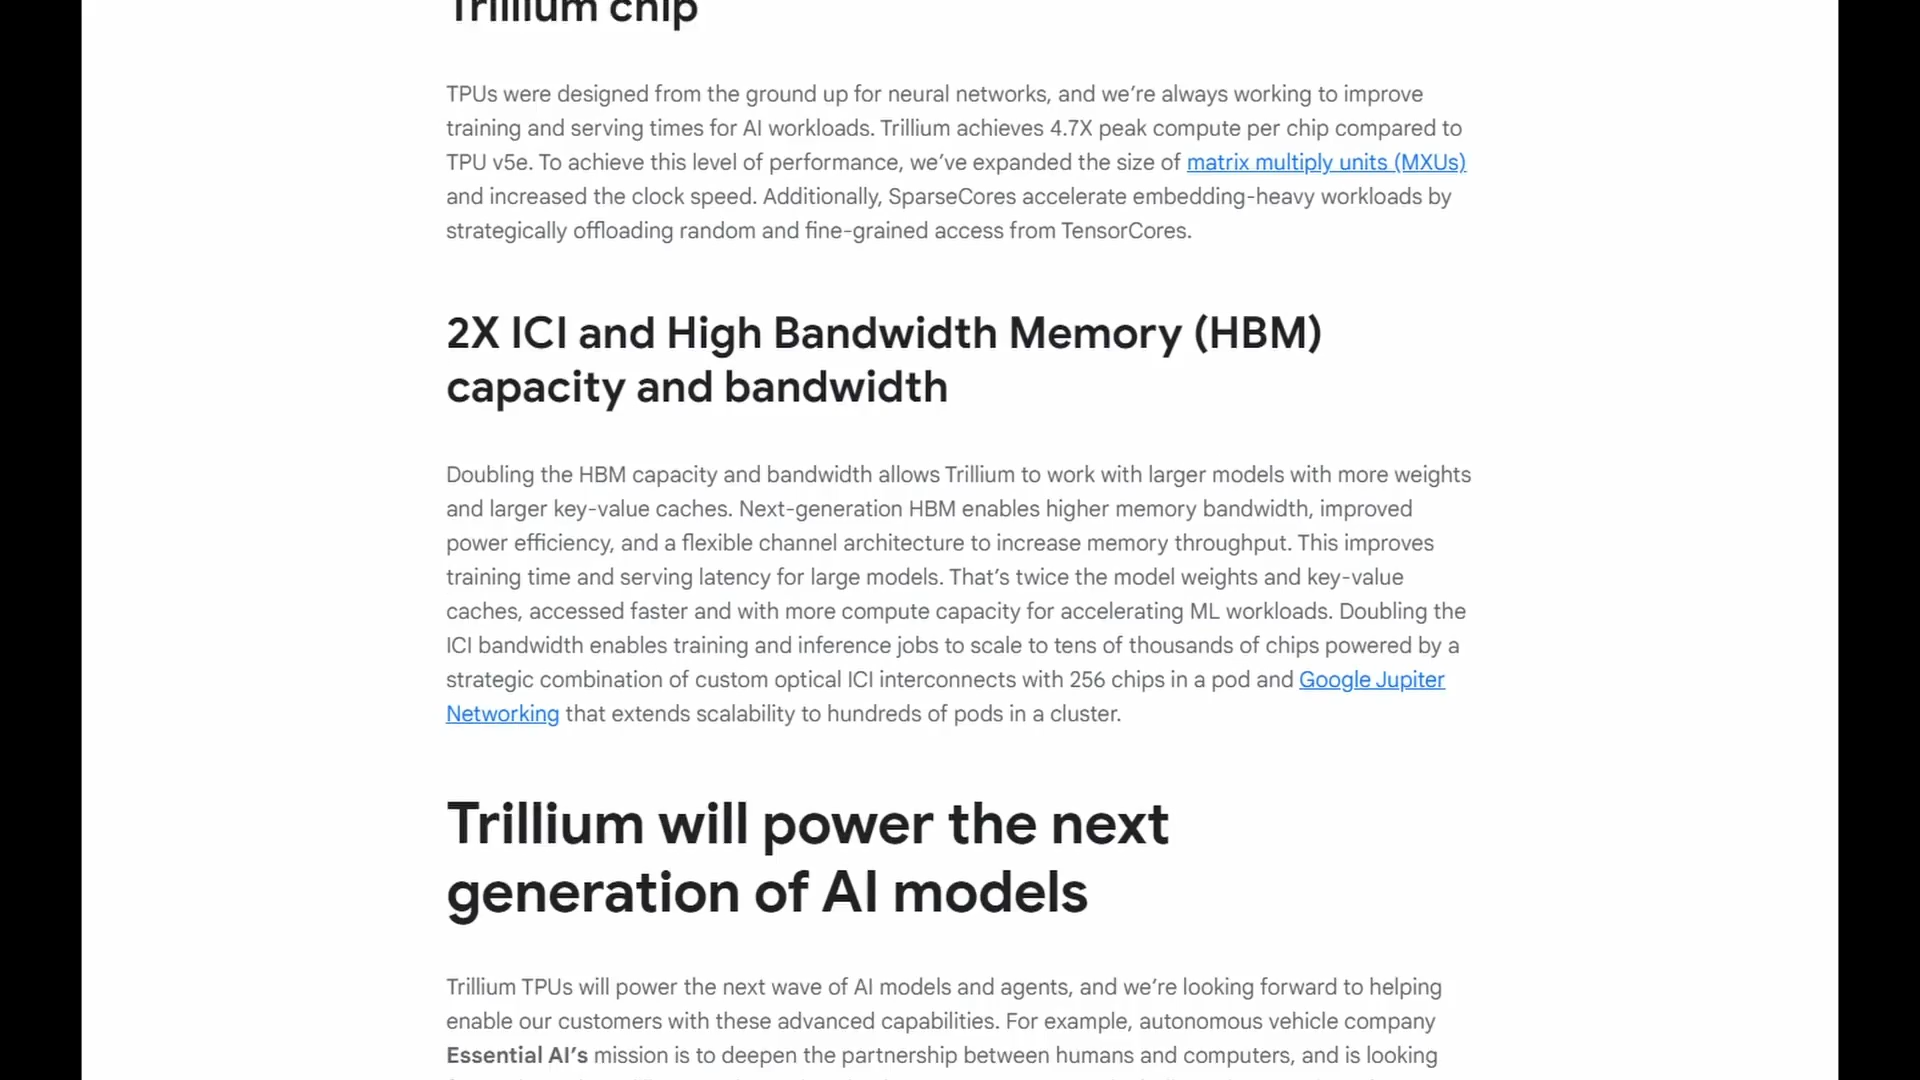 Trillium chip
TPUs were designed from the ground up for neural networks, and we’re always working to improve
training and serving times for AI workloads. Trillium achieves 4.7X peak compute per chip compared to
TPU v5e. To achieve this level of performance, we’ve expanded the size of matrix multiply units (MXUs)
and increased the clock speed. Additionally, SparseCores accelerate embedding-heavy workloads by
strategically offloading random and fine-grained access from TensorCores.
2X ICI and High Bandwidth Memory (HBM)
capacity and bandwidth
Doubling the HBM capacity and bandwidth allows Trillium to work with larger models with more weights
and larger key-value caches. Next-generation HBM enables higher memory bandwidth, improved
power efficiency, and a flexible channel architecture to increase memory throughput. This improves
training time and serving latency for large models. That’s twice the model weights and key-value
caches, accessed faster and with more compute capacity for accelerating ML workloads. Doubling the
ICI bandwidth enables training and inference jobs to scale to tens of thousands of chips powered by a
strategic combination of custom optical ICI interconnects with 256 chips in a pod and Google Jupiter
Networking that extends scalability to hundreds of pods in a cluster.
Trillium will power the next
generation of AI models
Trillium TPUs will power the next wave of AI models and agents, and we’re looking forward to helping
enable our customers with these advanced capabilities. For example, autonomous vehicle company
Essential AI’s mission is to deepen the partnership between humans and computers, and is looking